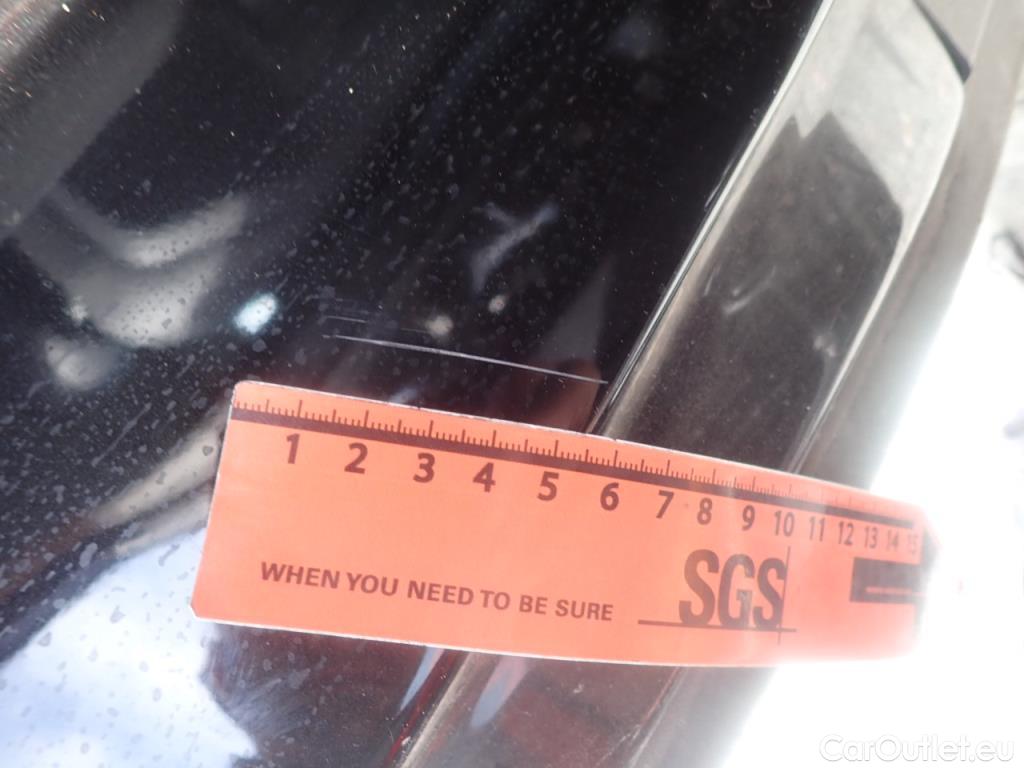 1 2 3 4 5 6 7 8 9 10 11 12 13 14 15
WHEN YOU NEED TO BE SURE SGS
CarOutlet.eu